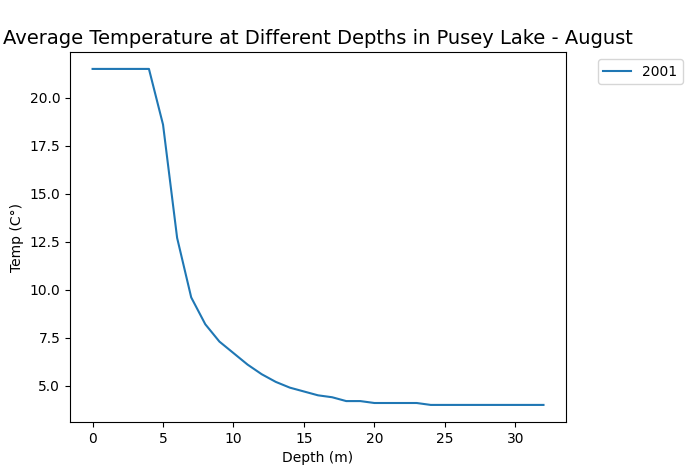 Average Temperature at Different Depths in Pusey Lake - August
2001
20.0
17.5
15.0
12.5
10.0
7.5
5.0
Temp (C°)
0 5 10 15 20 25 30
Depth (m)